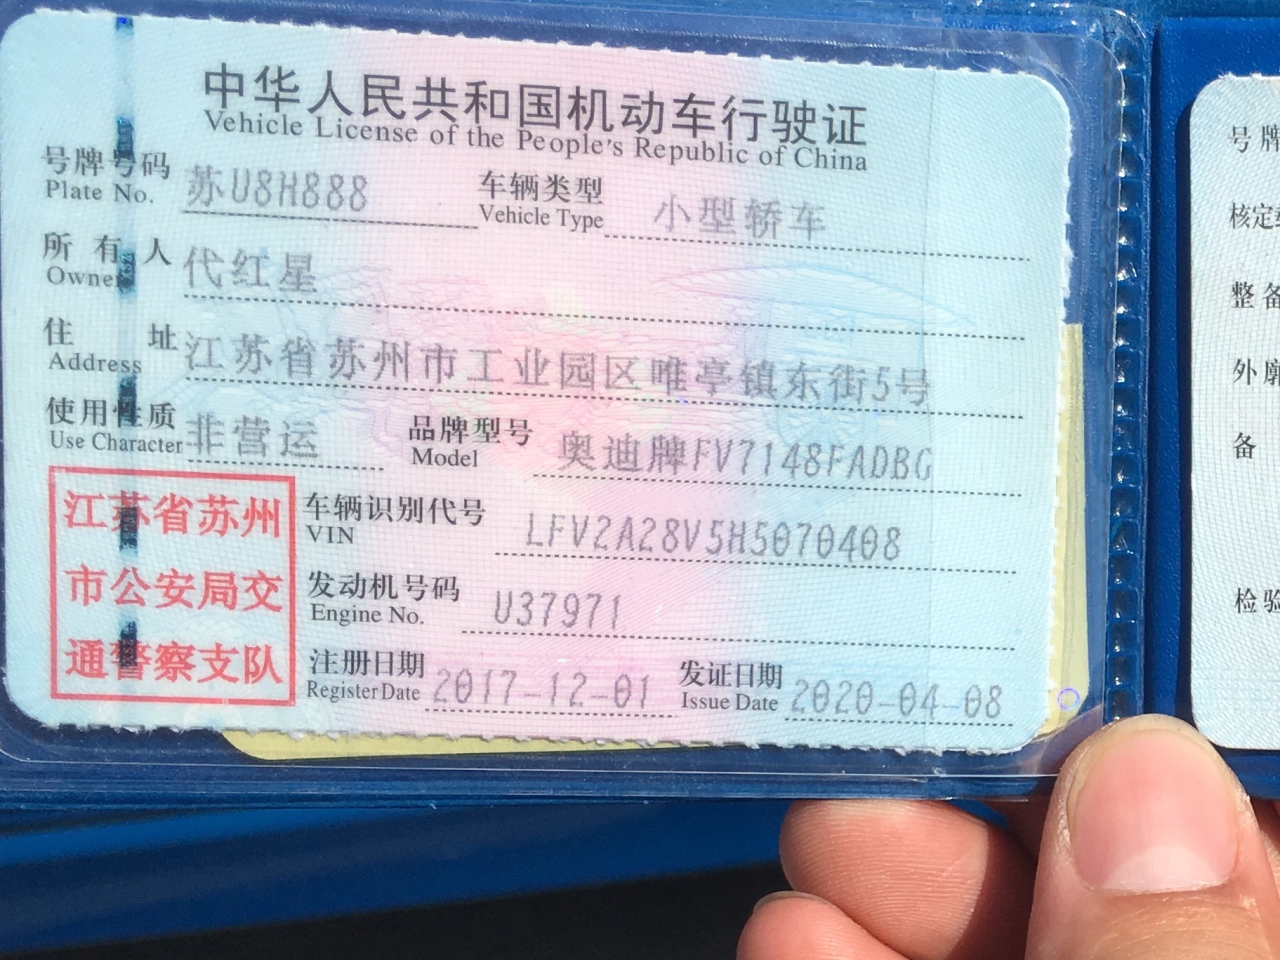 中华人民共和国机动车行驶证
Vehicle License of the People's Republic of China
号牌号码 苏U8H888 车辆类型 小型轿车
Plate No. Vehicle Type
所有人 代红星
Owner
住址 江苏省苏州市工业园区唯亭镇东街5号
Address
使用性质 非营运 品牌型号 奥迪牌FV7148FADBG
Use Character Model
江苏省苏州
市公安局交
通警察支队
车辆识别代号 LFV2A28V5H5070408
VIN
发动机号码 U37971
Engine No.
注册日期 2017-12-01 发证日期 2020-04-08
Register Date Issue Date
号牌
核定
整备
外廓
备
检验